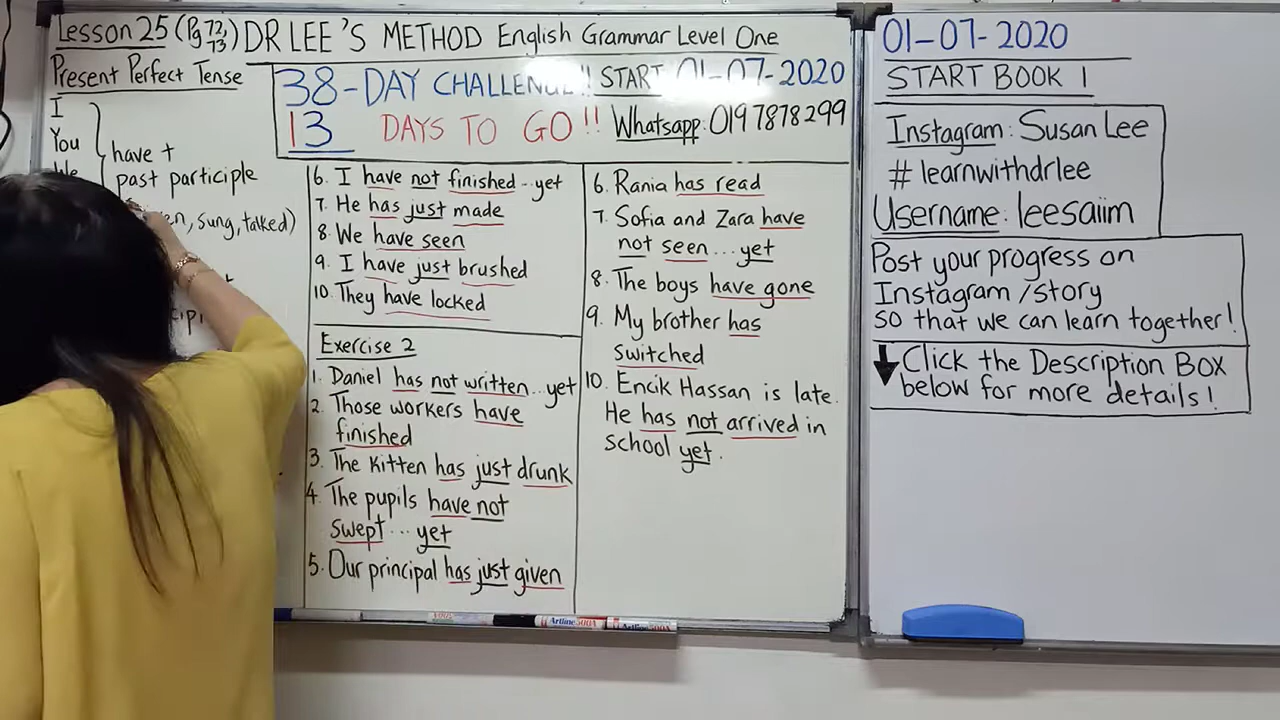 Lesson 25 (Pg 72, 73) DR LEE'S METHOD English Grammar Level One
Present Perfect Tense
I
You
We
have +
past participle
sung, talked)
38-DAY CHALLENGE!! START 01-07-2020
13 DAYS TO GO!! Whatsapp: 0197878299
6. I have not finished...yet
7. He has just made
8. We have seen
9. I have just brushed
10. They have locked
Exercise 2
1. Daniel has not written...yet
2. Those workers have
finished
3. The kitten has just drunk
4. The pupils have not
swept...yet
5. Our principal has just given
6. Rania has read
7. Sofia and Zara have
not seen...yet
8. The boys have gone
9. My brother has
switched
10. Encik Hassan is late.
He has not arrived in
school yet.
01-07-2020
START BOOK 1
Instagram: Susan Lee
# learnwithdrlee
Username: leesaiim
Post your progress on
Instagram/story
so that we can learn together!
Click the Description Box
below for more details!
Artline 500A
Artline 500A